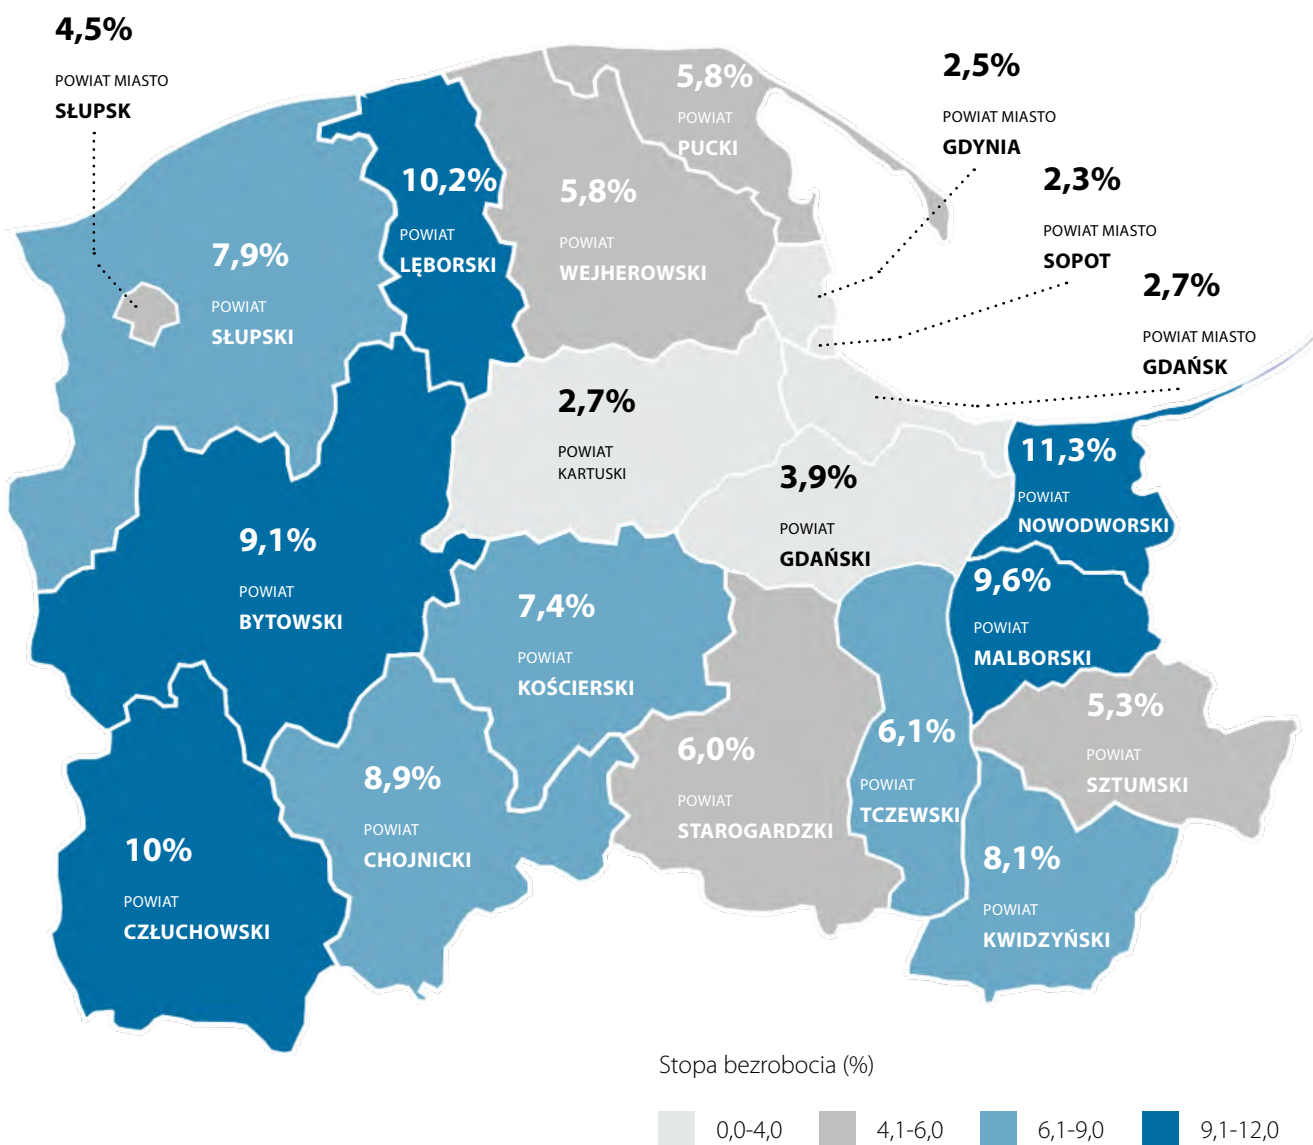 4,5%
POWIAT MIASTO
SŁUPSK
5,8%
POWIAT
PUCKI
2,5%
POWIAT MIASTO
GDYNIA
10,2%
POWIAT
LĘBORSKI
5,8%
POWIAT
WEJHEROWSKI
2,3%
POWIAT MIASTO
SOPOT
7,9%
POWIAT
SŁUPSKI
2,7%
POWIAT MIASTO
GDAŃSK
2,7%
POWIAT
KARTUSKI
3,9%
POWIAT
GDAŃSKI
11,3%
POWIAT
NOWODWORSKI
9,1%
POWIAT
BYTOWSKI
7,4%
POWIAT
KOŚCIERSKI
9,6%
POWIAT
MALBORSKI
5,3%
POWIAT
SZTUMSKI
6,1%
POWIAT
TCZEWSKI
6,0%
POWIAT
STAROGARDZKI
8,9%
POWIAT
CHOJNICKI
10%
POWIAT
CZŁUCHOWSKI
8,1%
POWIAT
KWIDZYŃSKI
Stopa bezrobocia (%)
0,0-4,0 4,1-6,0 6,1-9,0 9,1-12,0